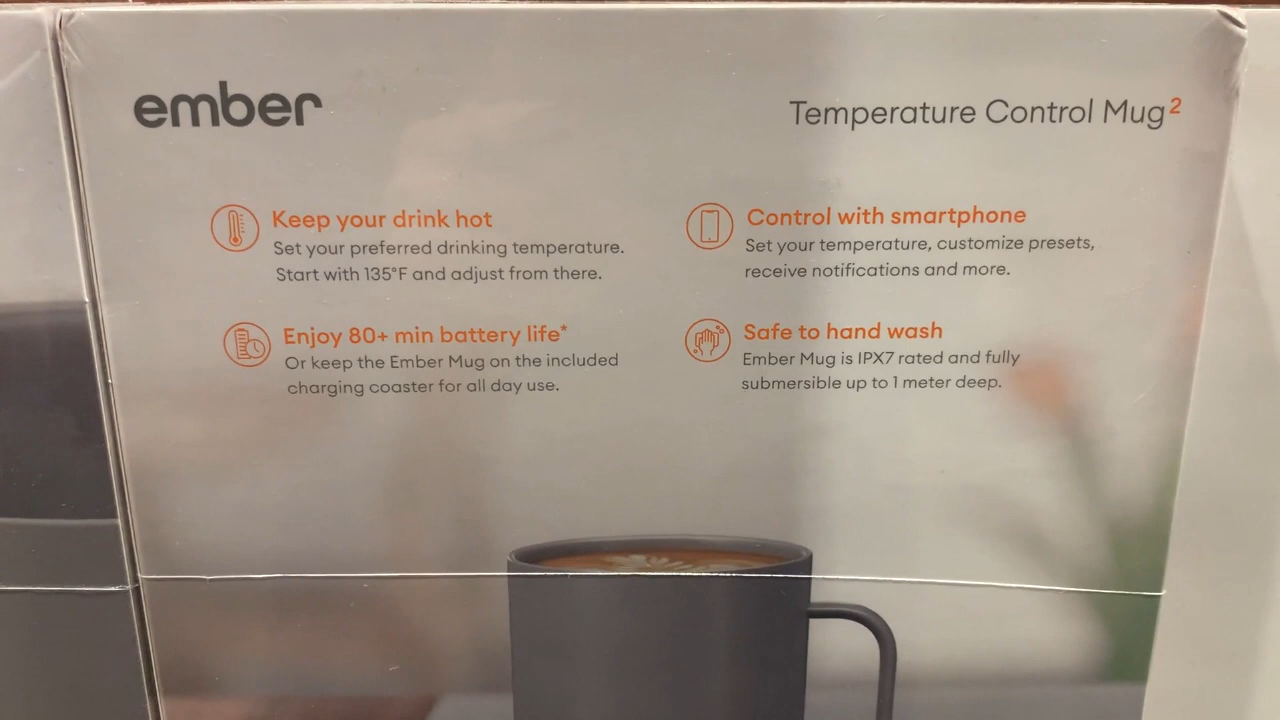 ember
Temperature Control Mug²
Keep your drink hot
Set your preferred drinking temperature.
Start with 135°F and adjust from there.
Control with smartphone
Set your temperature, customize presets,
receive notifications and more.
Enjoy 80+ min battery life*
Or keep the Ember Mug on the included
charging coaster for all day use.
Safe to hand wash
Ember Mug is IPX7 rated and fully
submersible up to 1 meter deep.